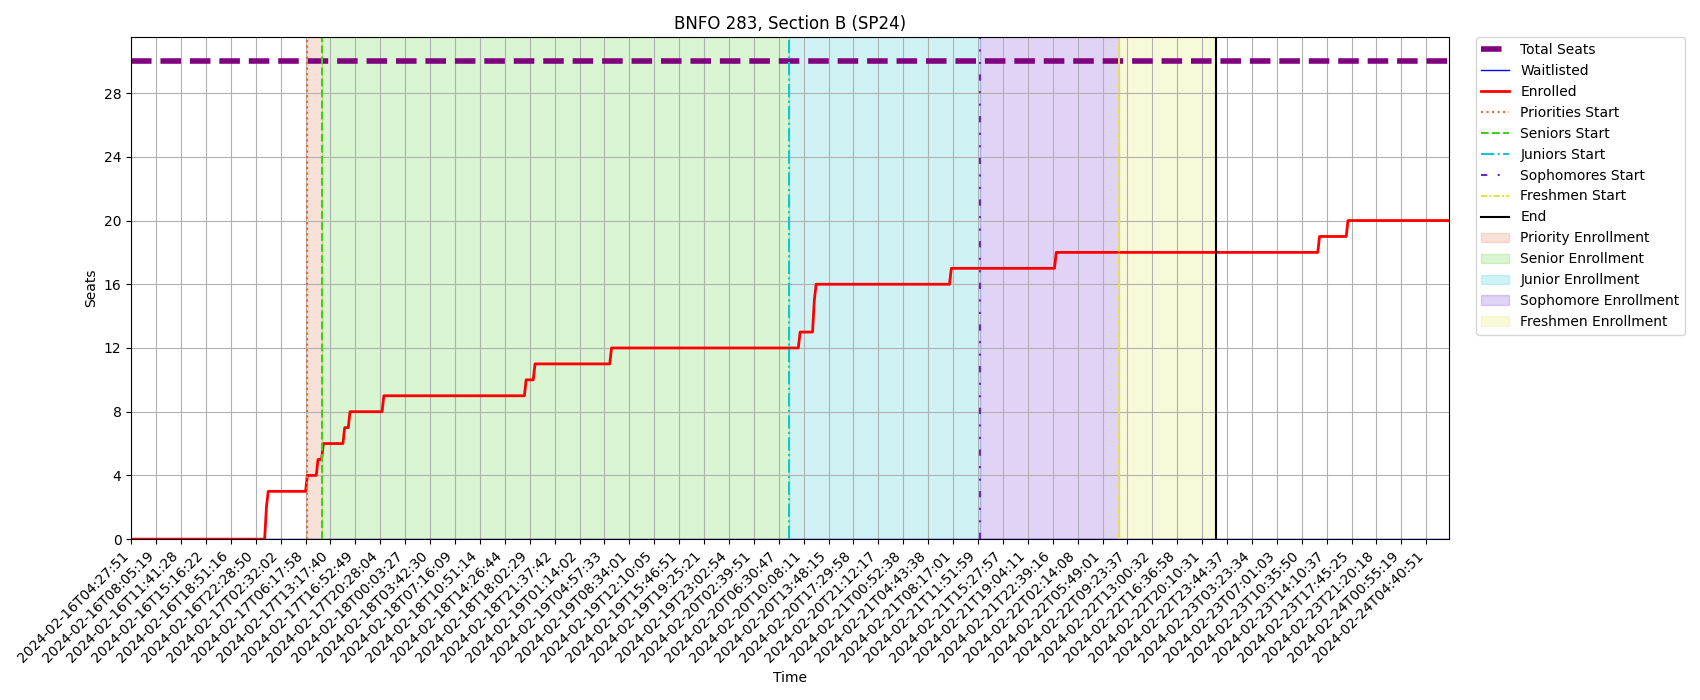 BNFO 283, Section B (SP24)
Seats
28
24
20
16
12
8
4
0
2024-02-16T04:27:51
2024-02-16T08:05:19
2024-02-16T11:41:28
2024-02-16T15:16:22
2024-02-16T18:51:16
2024-02-16T22:28:50
2024-02-17T02:32:02
2024-02-17T06:17:58
2024-02-17T13:17:40
2024-02-17T16:52:49
2024-02-17T20:28:04
2024-02-18T00:03:27
2024-02-18T03:42:30
2024-02-18T07:16:09
2024-02-18T10:51:14
2024-02-18T14:26:44
2024-02-18T18:02:29
2024-02-18T21:37:42
2024-02-19T01:14:02
2024-02-19T04:57:33
2024-02-19T08:34:01
2024-02-19T12:10:05
2024-02-19T15:46:51
2024-02-19T19:25:21
2024-02-19T23:02:54
2024-02-20T02:39:51
2024-02-20T06:30:47
2024-02-20T10:08:11
2024-02-20T13:48:15
2024-02-20T17:29:58
2024-02-20T21:12:17
2024-02-21T00:52:38
2024-02-21T04:43:38
2024-02-21T08:17:01
2024-02-21T11:51:59
2024-02-21T15:27:57
2024-02-21T19:04:11
2024-02-21T22:39:16
2024-02-22T02:14:08
2024-02-22T05:49:01
2024-02-22T09:23:37
2024-02-22T13:00:32
2024-02-22T16:36:58
2024-02-22T20:10:31
2024-02-22T23:44:37
2024-02-23T03:23:34
2024-02-23T07:01:03
2024-02-23T10:35:50
2024-02-23T14:10:37
2024-02-23T17:45:25
2024-02-23T21:20:18
2024-02-24T00:55:19
2024-02-24T04:40:51
Time
Total Seats
Waitlisted
Enrolled
Priorities Start
Seniors Start
Juniors Start
Sophomores Start
Freshmen Start
End
Priority Enrollment
Senior Enrollment
Junior Enrollment
Sophomore Enrollment
Freshmen Enrollment